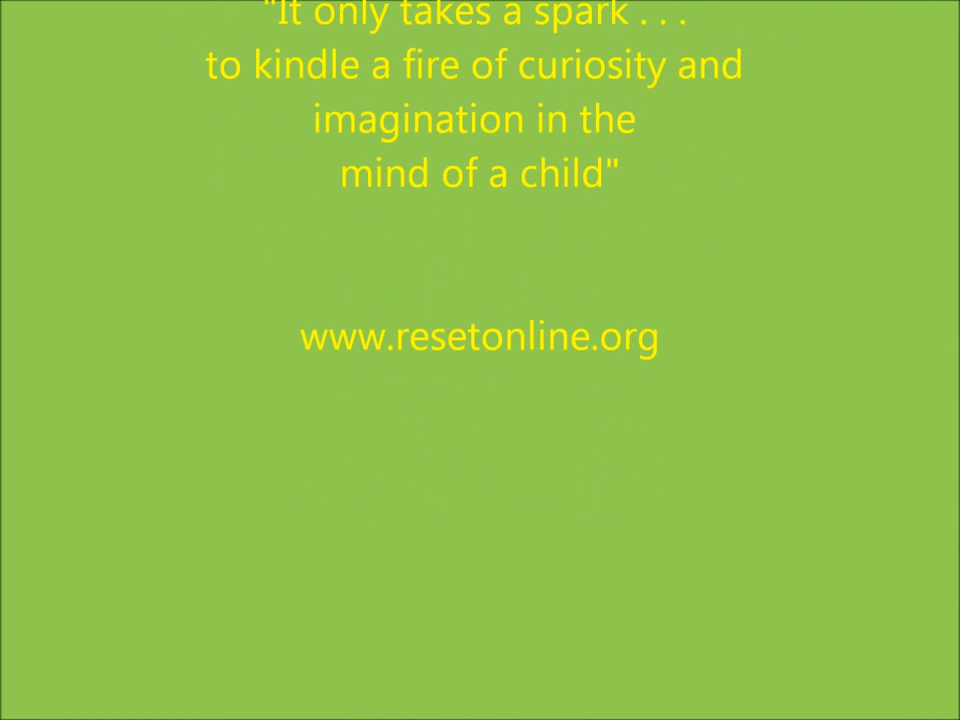 "It only takes a spark . . .
to kindle a fire of curiosity and
imagination in the
mind of a child"
www.resetonline.org